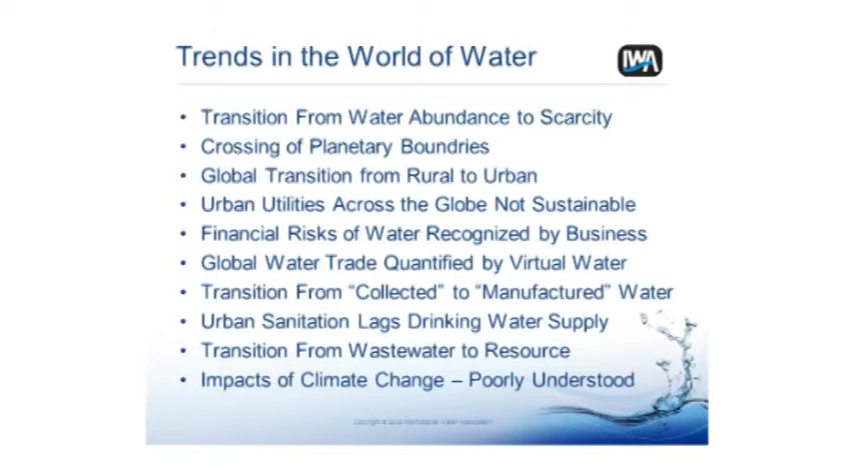 Trends in the World of Water
IWA
• Transition From Water Abundance to Scarcity
• Crossing of Planetary Boundries
• Global Transition from Rural to Urban
• Urban Utilities Across the Globe Not Sustainable
• Financial Risks of Water Recognized by Business
• Global Water Trade Quantified by Virtual Water
• Transition From “Collected” to “Manufactured” Water
• Urban Sanitation Lags Drinking Water Supply
• Transition From Wastewater to Resource
• Impacts of Climate Change – Poorly Understood
Copyright ©